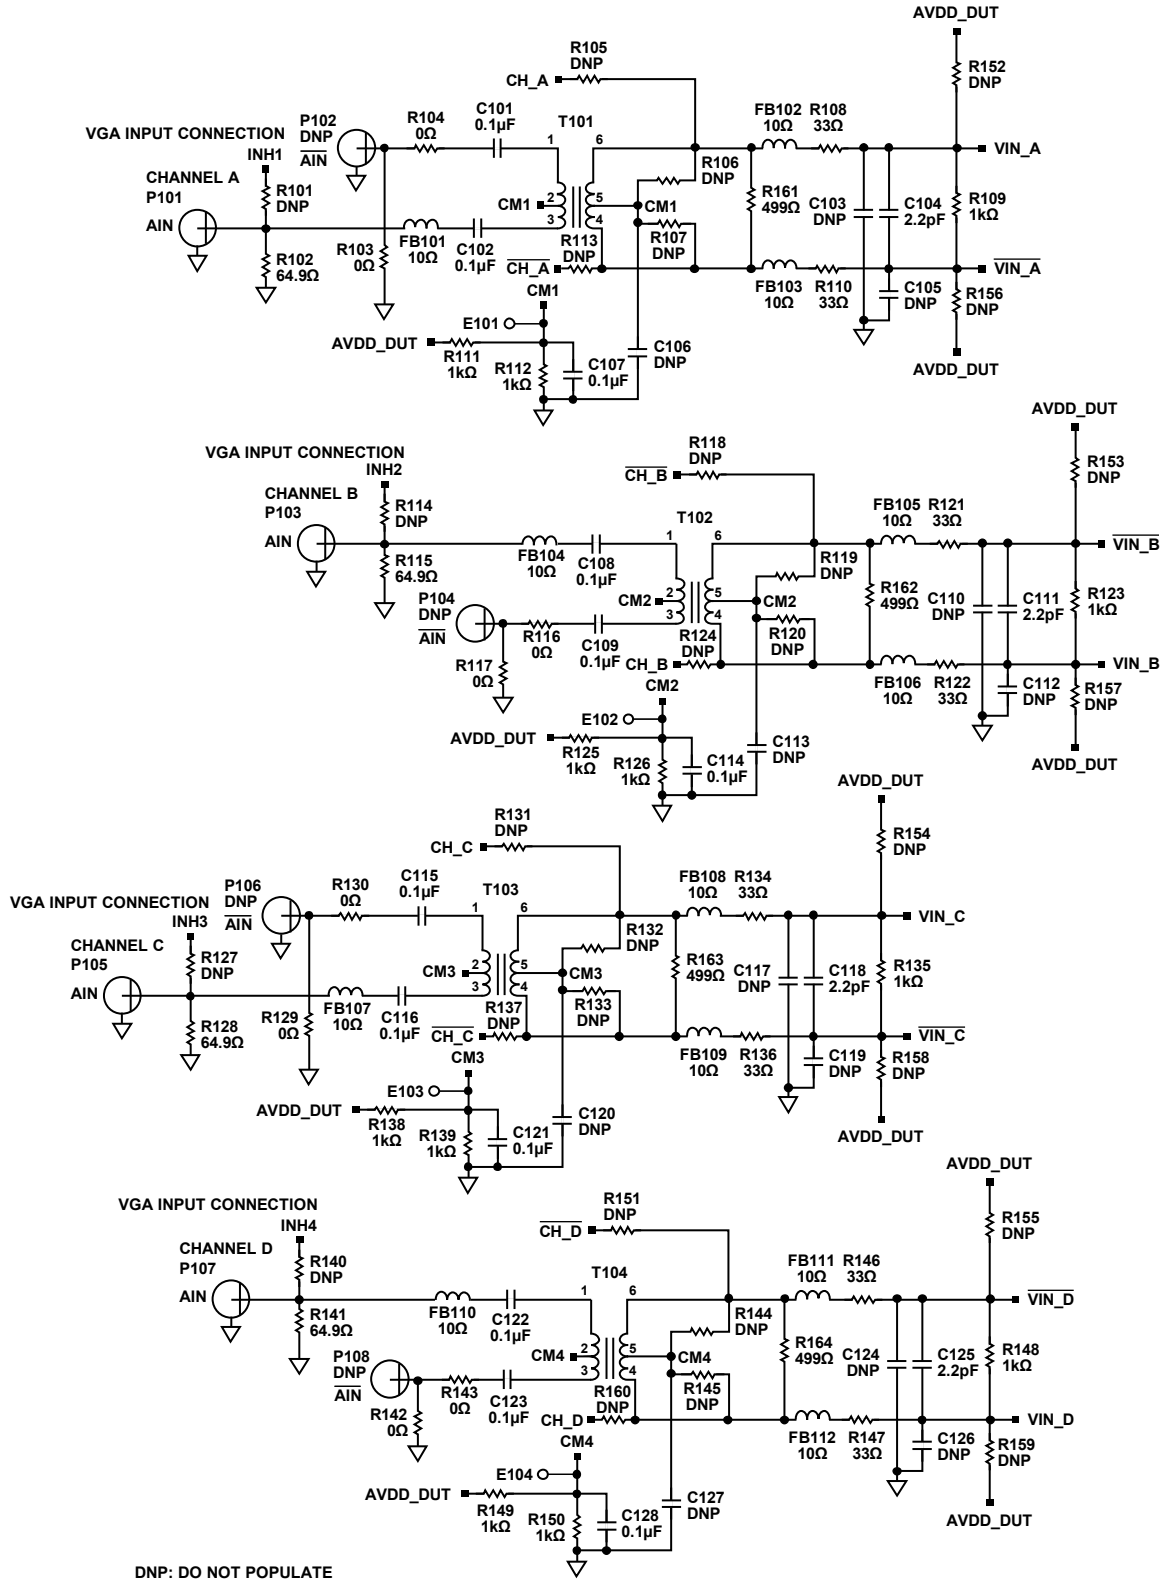 AVDD_DUT
R105
DNP
CH_A
R152
DNP
P102
DNP
AIN
R104
0Ω
C101
0.1µF
T101
1
2
3
6
5
4
FB102
10Ω
R108
33Ω
VIN_A
VGA INPUT CONNECTION
INH1
CHANNEL A
P101
AIN
R101
DNP
R102
64.9Ω
R103
0Ω
FB101
10Ω
C102
0.1µF
CM1
CM1
R106
DNP
R107
DNP
R113
DNP
CH_A
R161
499Ω
C103
DNP
C104
2.2pF
R109
1kΩ
FB103
10Ω
R110
33Ω
C105
DNP
VIN_A
R156
DNP
AVDD_DUT
CM1
E101
AVDD_DUT
R111
1kΩ
R112
1kΩ
C107
0.1µF
C106
DNP
AVDD_DUT
R118
DNP
CH_B
R153
DNP
VGA INPUT CONNECTION
INH2
CHANNEL B
P103
AIN
R114
DNP
R115
64.9Ω
FB104
10Ω
C108
0.1µF
T102
1
2
3
6
5
4
FB105
10Ω
R121
33Ω
VIN_B
P104
DNP
AIN
R116
0Ω
R117
0Ω
C109
0.1µF
CM2
CM2
R119
DNP
R120
DNP
R124
DNP
CH_B
R162
499Ω
C110
DNP
C111
2.2pF
R123
1kΩ
FB106
10Ω
R122
33Ω
C112
DNP
VIN_B
R157
DNP
AVDD_DUT
CM2
E102
AVDD_DUT
R125
1kΩ
R126
1kΩ
C114
0.1µF
C113
DNP
AVDD_DUT
R131
DNP
CH_C
R154
DNP
P106
DNP
AIN
R130
0Ω
C115
0.1µF
T103
1
2
3
6
5
4
FB108
10Ω
R134
33Ω
VIN_C
VGA INPUT CONNECTION
INH3
CHANNEL C
P105
AIN
R127
DNP
R128
64.9Ω
R129
0Ω
FB107
10Ω
C116
0.1µF
CM3
CM3
R132
DNP
R133
DNP
R137
DNP
CH_C
R163
499Ω
C117
DNP
C118
2.2pF
R135
1kΩ
FB109
10Ω
R136
33Ω
C119
DNP
VIN_C
R158
DNP
AVDD_DUT
CM3
E103
AVDD_DUT
R138
1kΩ
R139
1kΩ
C121
0.1µF
C120
DNP
AVDD_DUT
R151
DNP
CH_D
R155
DNP
VGA INPUT CONNECTION
INH4
CHANNEL D
P107
AIN
R140
DNP
R141
64.9Ω
FB110
10Ω
C122
0.1µF
T104
1
2
3
6
5
4
FB111
10Ω
R146
33Ω
VIN_D
P108
DNP
AIN
R143
0Ω
R142
0Ω
C123
0.1µF
CM4
CM4
R144
DNP
R145
DNP
R160
DNP
CH_D
R164
499Ω
C124
DNP
C125
2.2pF
R148
1kΩ
FB112
10Ω
R147
33Ω
C126
DNP
VIN_D
R159
DNP
AVDD_DUT
CM4
E104
AVDD_DUT
R149
1kΩ
R150
1kΩ
C128
0.1µF
C127
DNP
DNP: DO NOT POPULATE